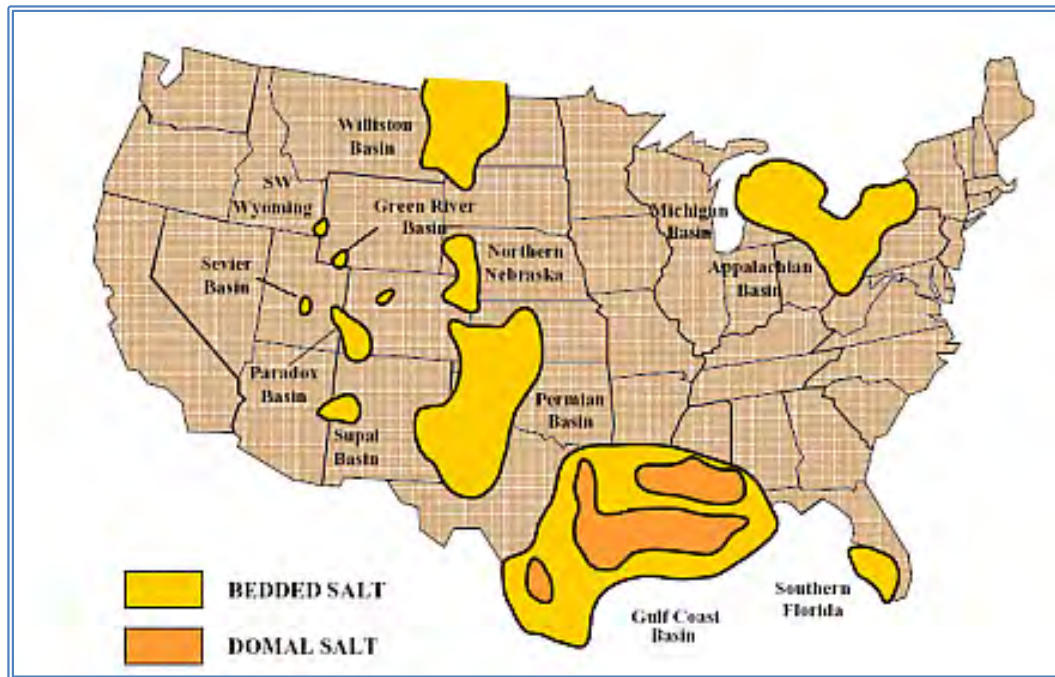 Williston
Basin
SW
Wyoming
Green River
Basin
Michigan
Basin
Sevier
Basin
Northern
Nebraska
Appalachian
Basin
Paradox
Basin
Permian
Basin
Supai
Basin
BEDDED SALT
DOMAL SALT
Southern
Florida
Gulf Coast
Basin